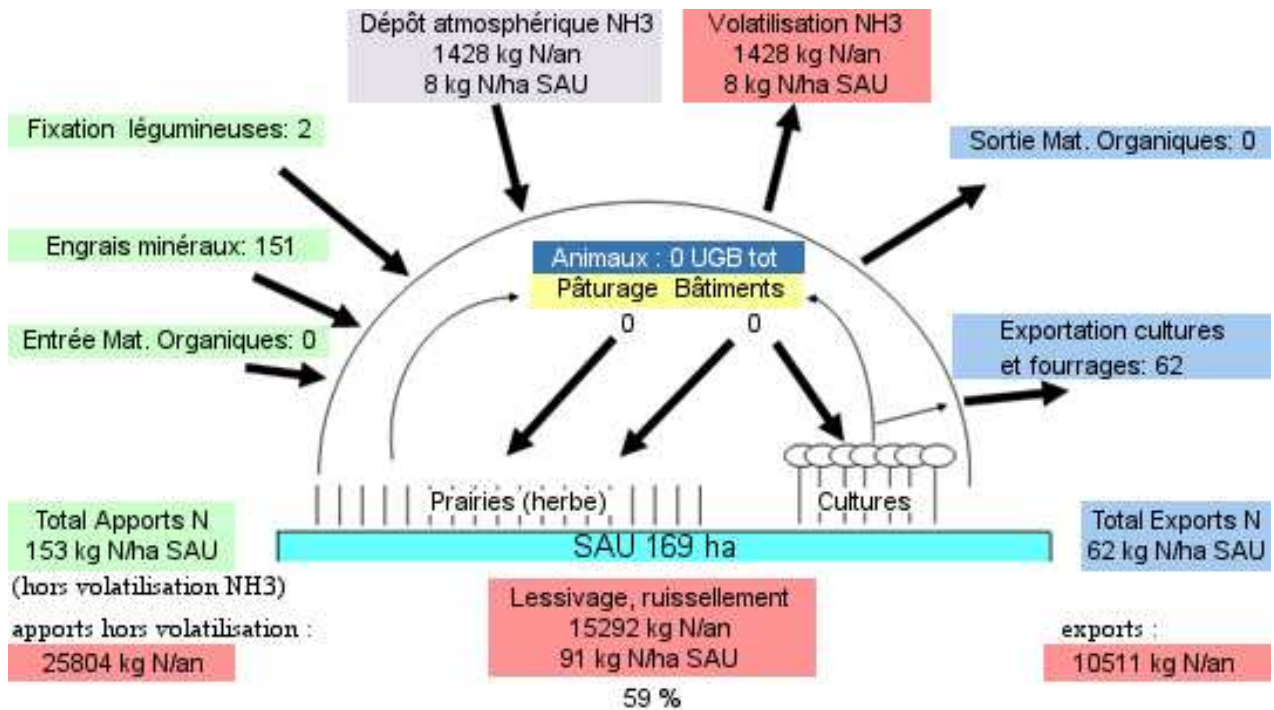 Dépôt atmosphérique NH3
1428 kg N/an
8 kg N/ha SAU
Volatilisation NH3
1428 kg N/an
8 kg N/ha SAU
Fixation légumineuses: 2
Sortie Mat. Organiques: 0
Engrais minéraux: 151
Animaux : 0 UGB tot
Pâturage Bâtiments
0 0
Entrée Mat. Organiques: 0
Exportation cultures
et fourrages: 62
Prairies (herbe)
Cultures
Total Apports N
153 kg N/ha SAU
(hors volatilisation NH3)
SAU 169 ha
Total Exports N
62 kg N/ha SAU
Lessivage, ruissellement
15292 kg N/an
91 kg N/ha SAU
59 %
apports hors volatilisation :
25804 kg N/an
exports :
10511 kg N/an